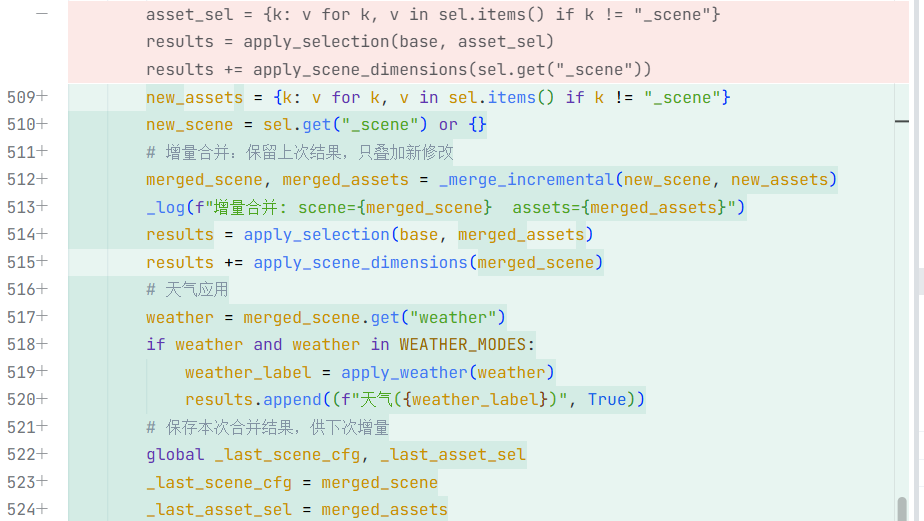 asset_sel = {k: v for k, v in sel.items() if k != "_scene"}
results = apply_selection(base, asset_sel)
results += apply_scene_dimensions(sel.get("_scene"))
509+ new_assets = {k: v for k, v in sel.items() if k != "_scene"}
510+ new_scene = sel.get("_scene") or {}
511+ # 增量合并: 保留上次结果，只叠加新修改
512+ merged_scene, merged_assets = _merge_incremental(new_scene, new_assets)
513+ _log(f"增量合并: scene={merged_scene}  assets={merged_assets}")
514+ results = apply_selection(base, merged_assets)
515+ results += apply_scene_dimensions(merged_scene)
516+ # 天气应用
517+ weather = merged_scene.get("weather")
518+ if weather and weather in WEATHER_MODES:
519+     weather_label = apply_weather(weather)
520+     results.append((f"天气({weather_label})", True))
521+ # 保存本次合并结果，供下次增量
522+ global _last_scene_cfg, _last_asset_sel
523+ _last_scene_cfg = merged_scene
524+ _last_asset_sel = merged_assets